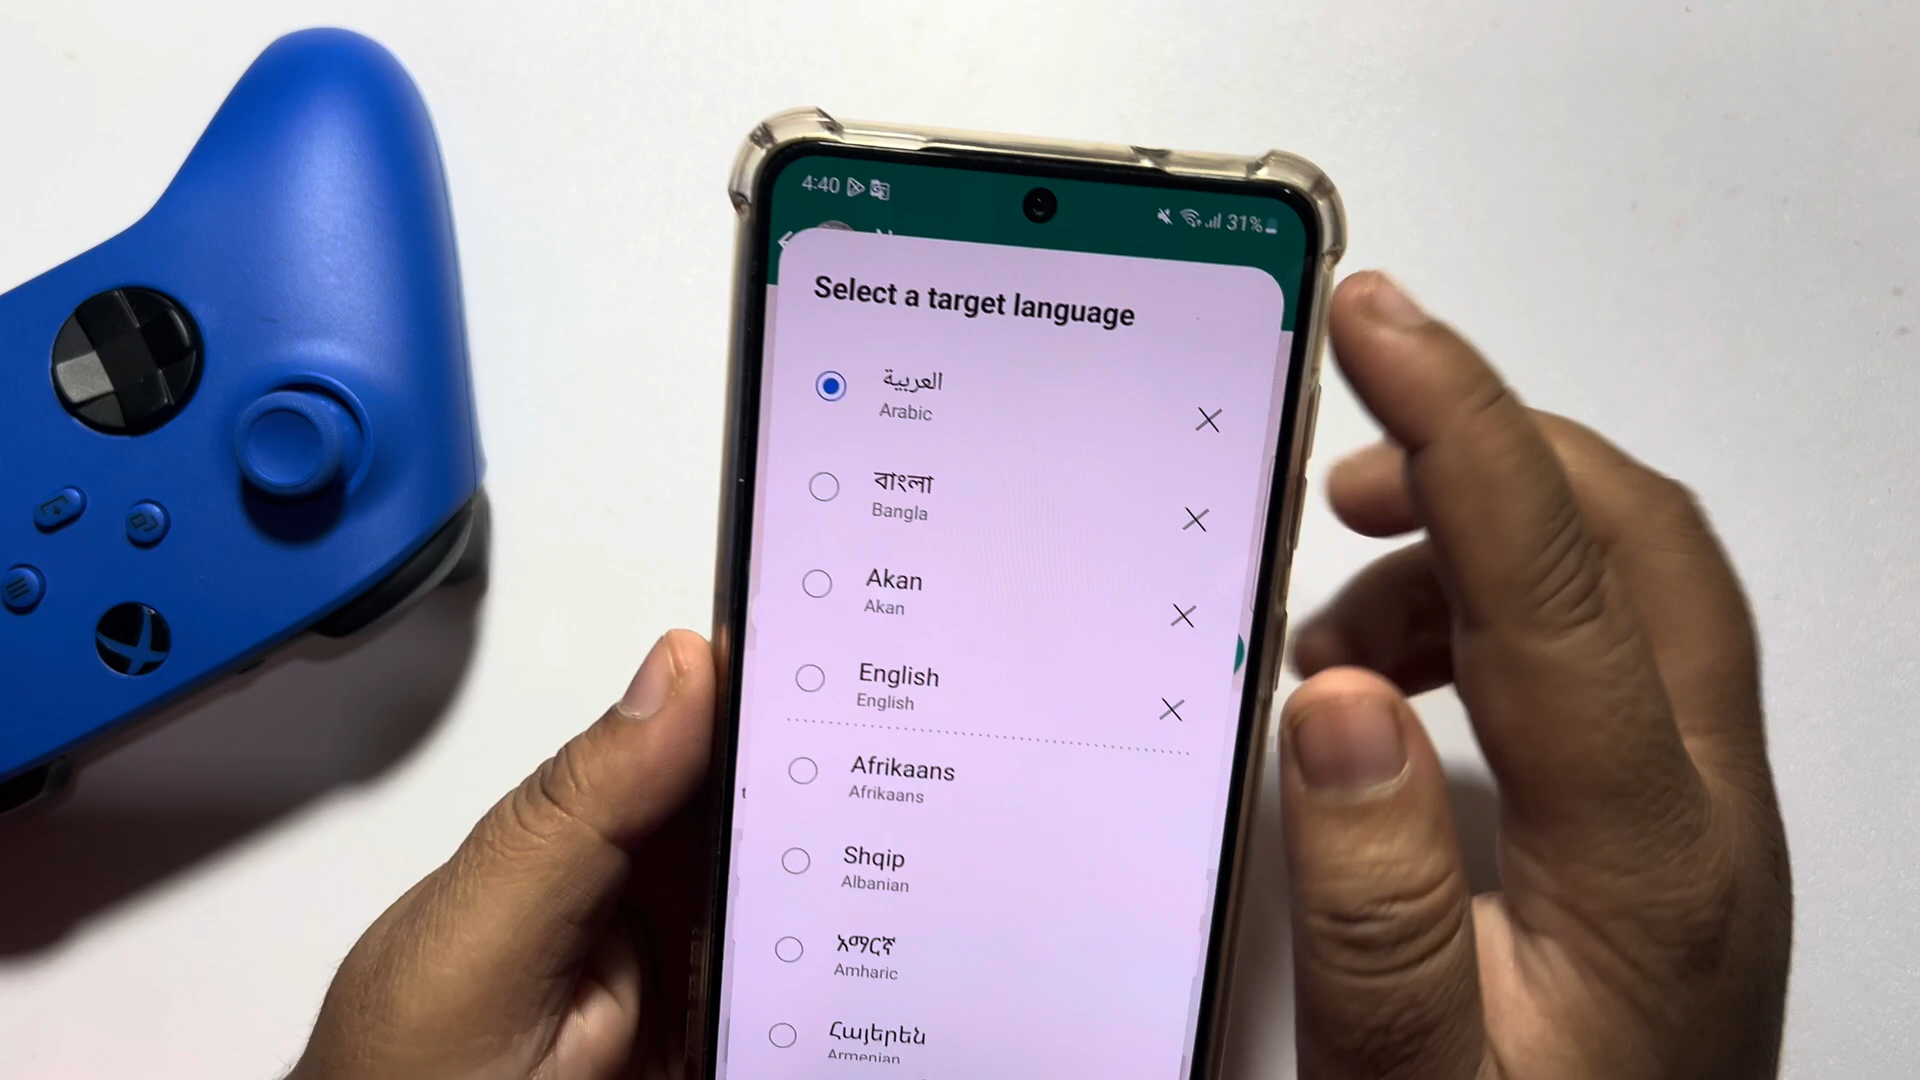 4:40
31%
Select a target language
العربية
Arabic
বাংলা
Bangla
Akan
Akan
English
English
Afrikaans
Afrikaans
Shqip
Albanian
አማርኛ
Amharic
Հայերեն
Armenian